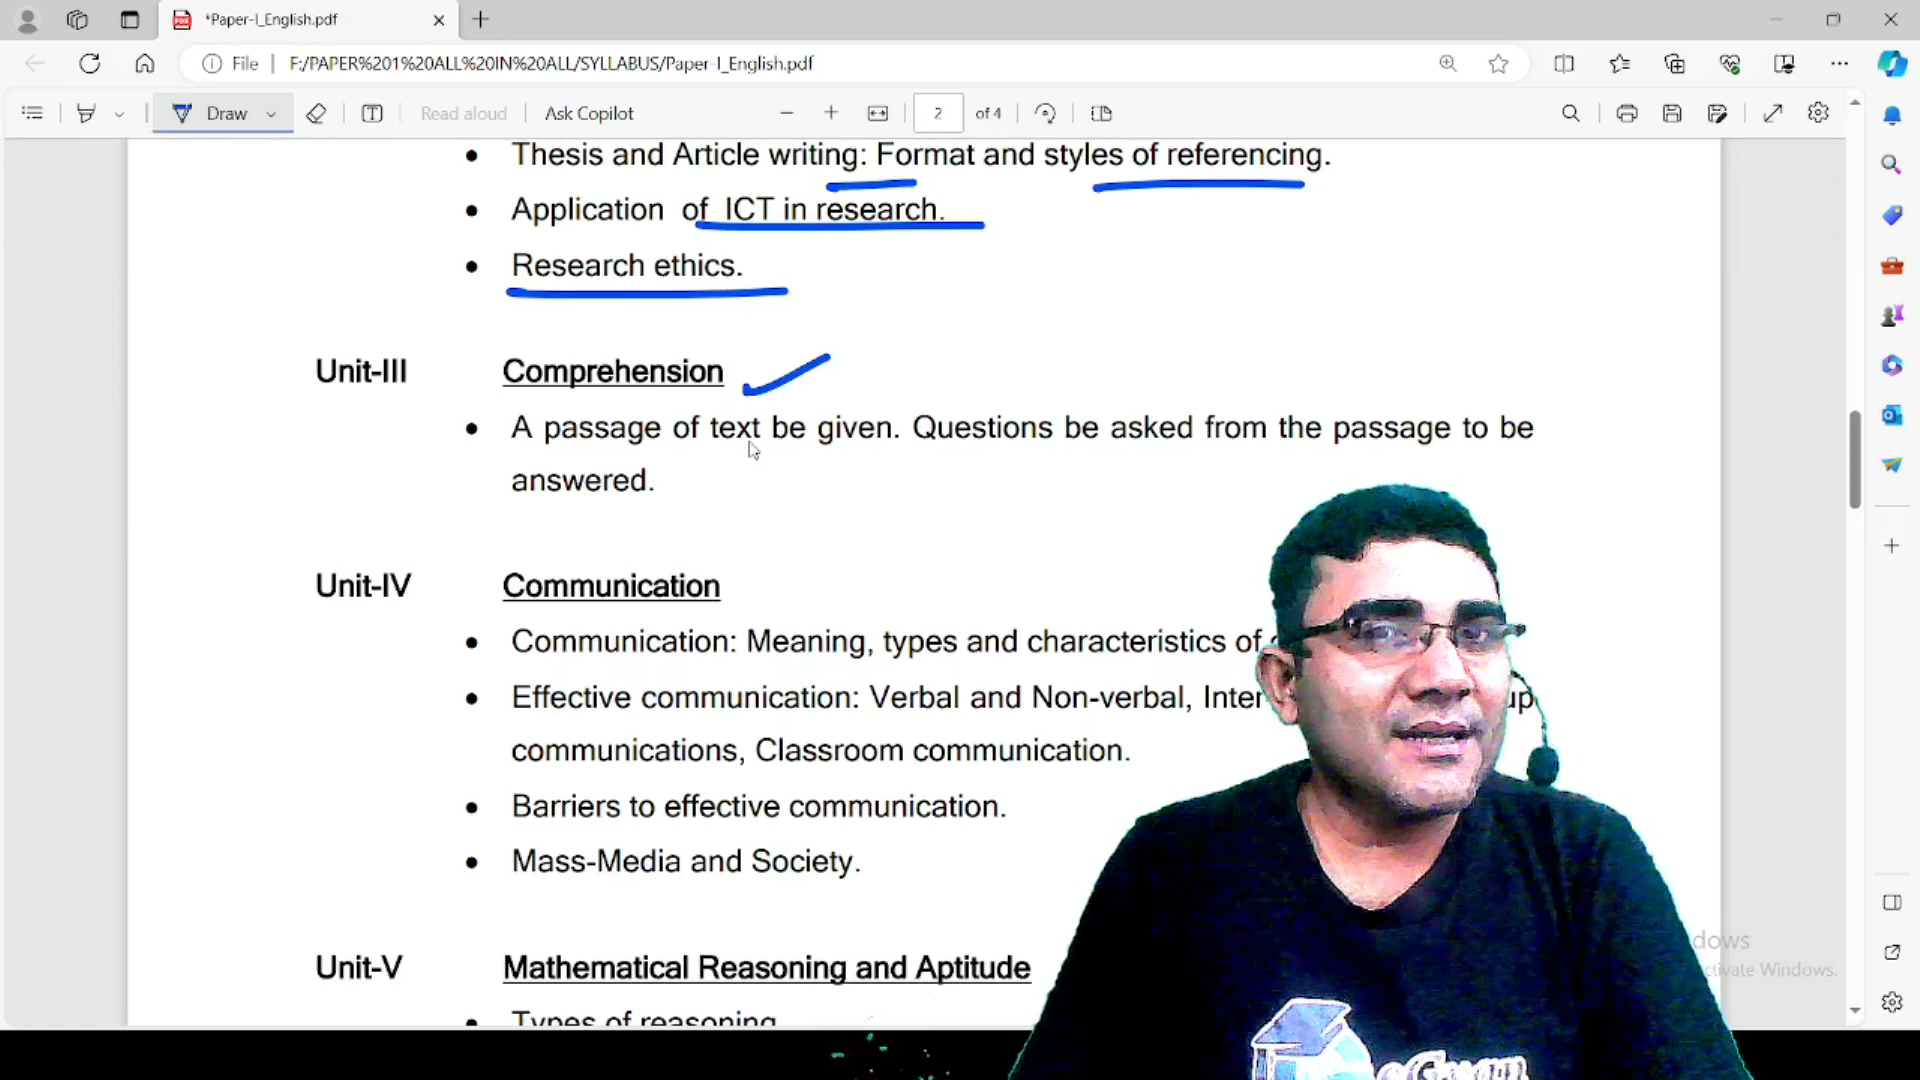 *Paper-I_English.pdf
File
F:/PAPER%201%20ALL%20IN%20ALL/SYLLABUS/Paper-I_English.pdf
Draw
Read aloud
Ask Copilot
2
of 4
• Thesis and Article writing: Format and styles of referencing.
• Application of ICT in research.
• Research ethics.
Unit-III Comprehension
• A passage of text be given. Questions be asked from the passage to be
answered.
Unit-IV Communication
• Communication: Meaning, types and characteristics of
• Effective communication: Verbal and Non-verbal,
communications, Classroom communication.
• Barriers to effective communication.
• Mass-Media and Society.
Unit-V Mathematical Reasoning and Aptitude
• Types of reasoning
Windows.